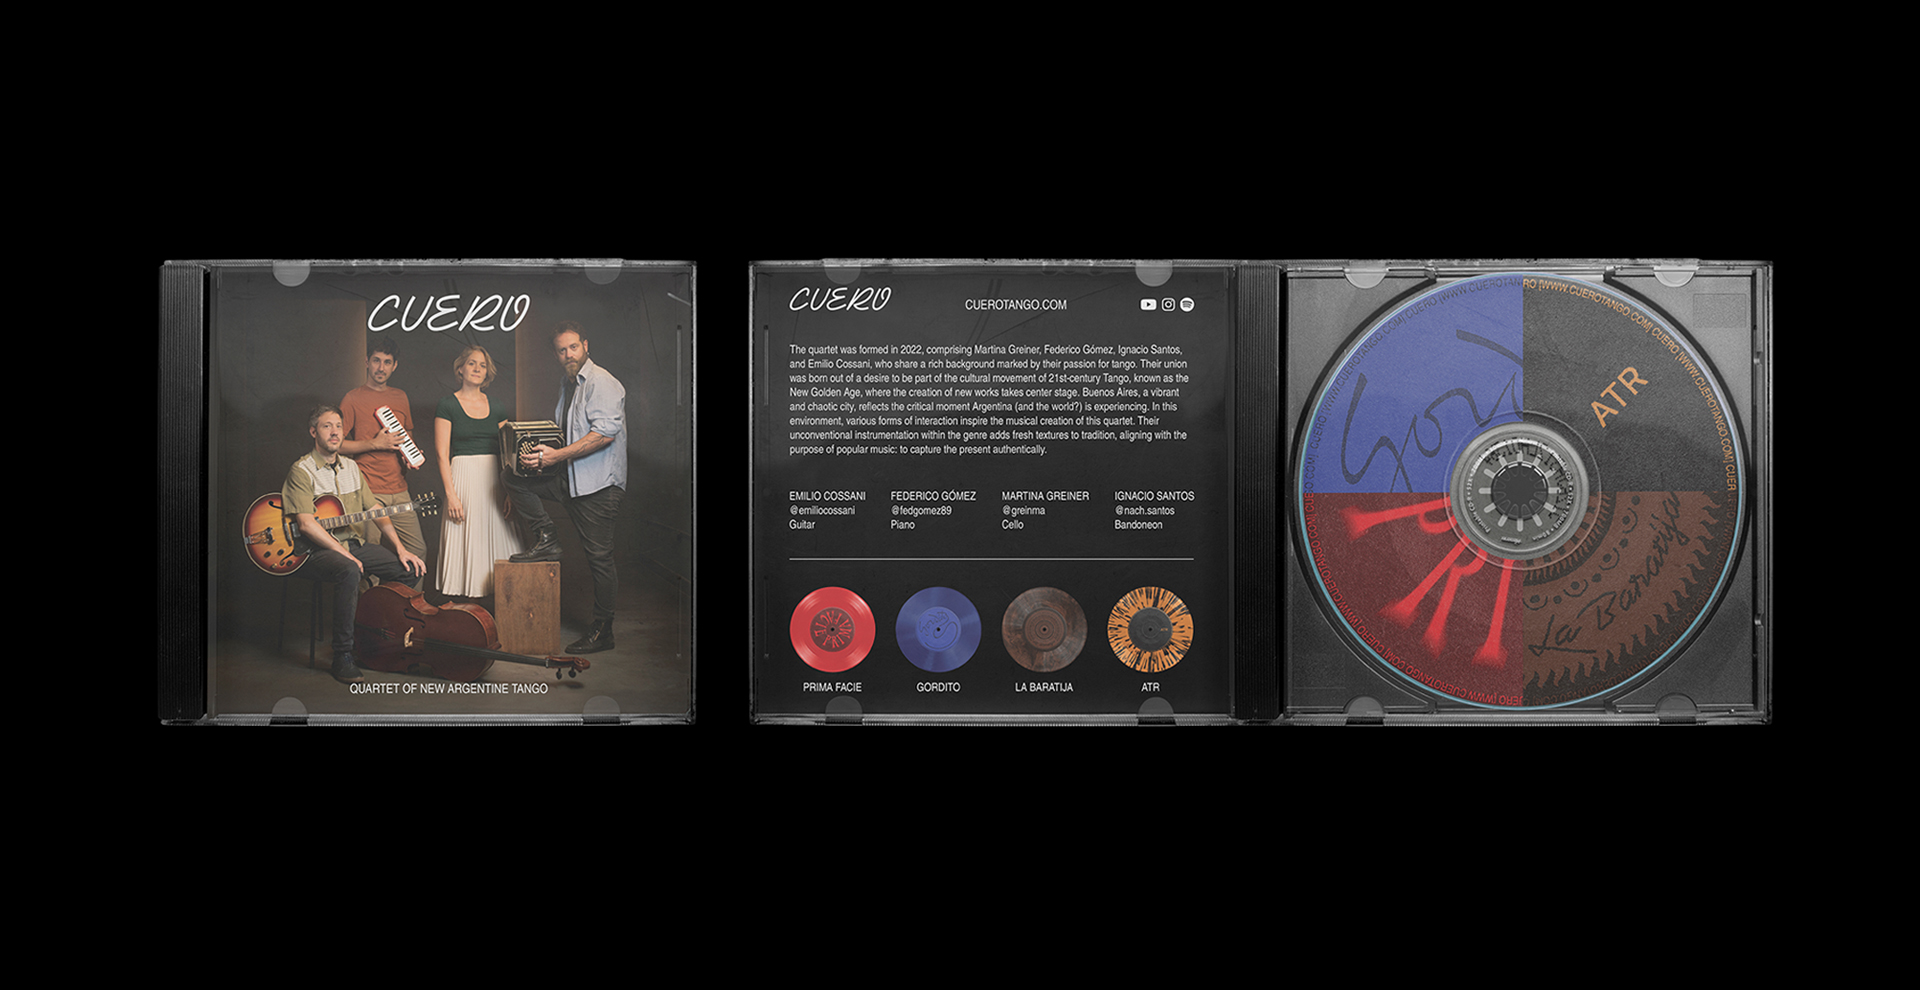 CUERO
QUARTET OF NEW ARGENTINE TANGO
CUERO
CUEROTANGO.COM
The quartet was formed in 2022, comprising Martina Greiner, Federico Gómez, Ignacio Santos,
and Emilio Cossani, who share a rich background marked by their passion for tango. Their union
was born out of a desire to be part of the cultural movement of 21st-century Tango, known as the
New Golden Age, where the creation of new works takes center stage. Buenos Aires, a vibrant
and chaotic city, reflects the critical moment Argentina (and the world?) is experiencing. In this
environment, various forms of interaction inspire the musical creation of this quartet. Their
unconventional instrumentation within the genre adds fresh textures to tradition, aligning with the
purpose of popular music: to capture the present authentically.
EMILIO COSSANI
@emiliocossani
Guitar
FEDERICO GÓMEZ
@fedgomez89
Piano
MARTINA GREINER
@greinma
Cello
IGNACIO SANTOS
@nach.santos
Bandoneon
PRIMA FACIE
GORDITO
LA BARATIJA
ATR
RO [WWW.CUEROTANGO.COM] CUERO [WWW.CUEROTANGO.COM] CUER
ATR
PRI
La Baratija